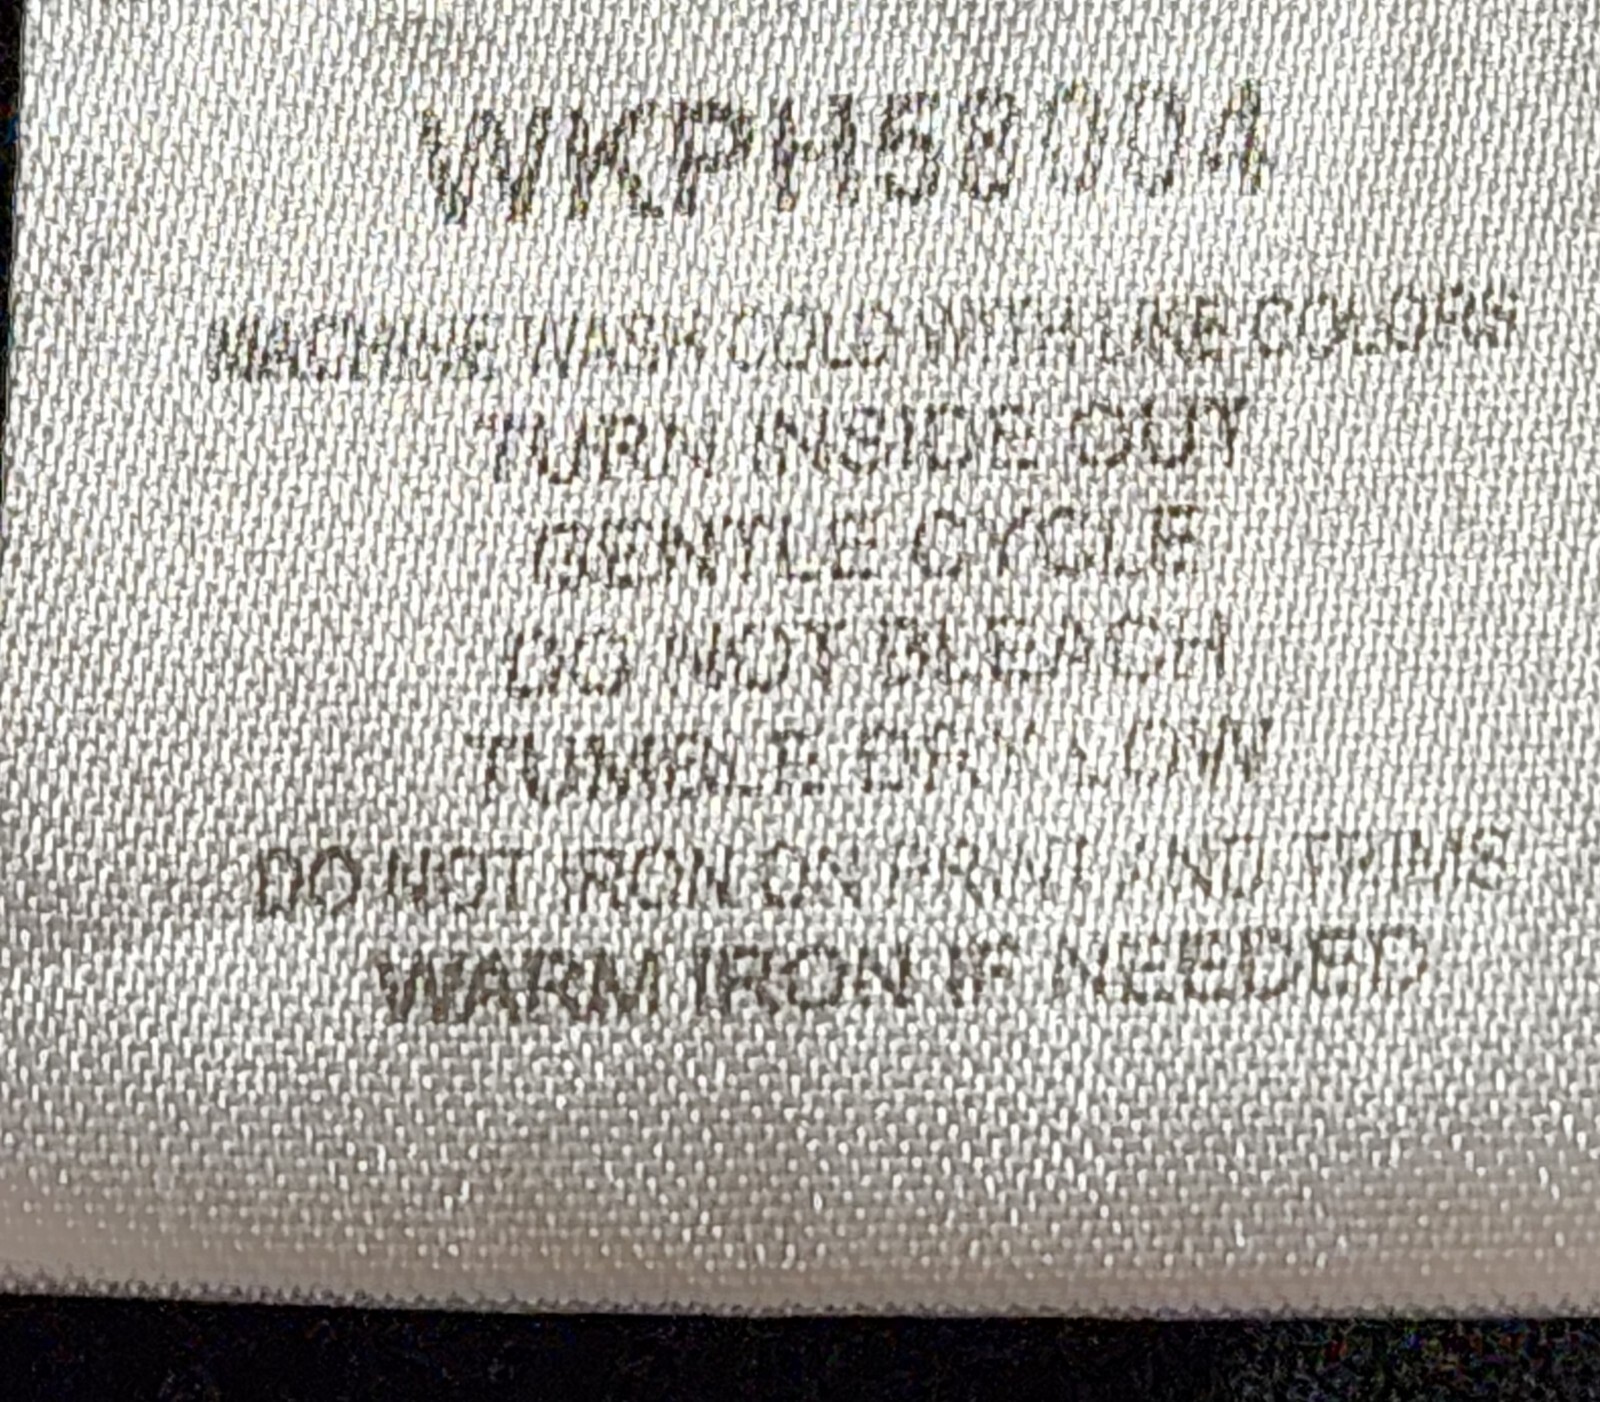 WKPH58004
MACHINE WASH COLD WITH LIKE COLORS
TURN INSIDE OUT
GENTLE CYCLE
DO NOT BLEACH
TUMBLE DRY LOW
DO NOT IRON ON PRINT AND TRIMS
WARM IRON IF NEEDED